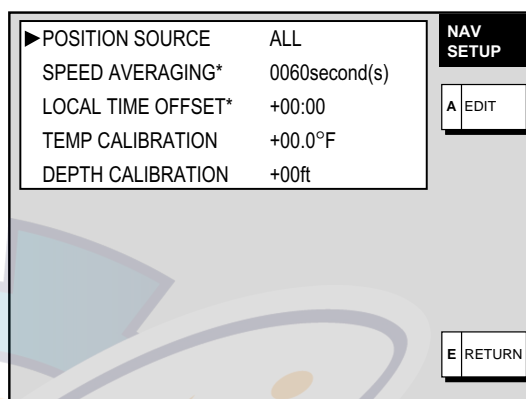 ▶POSITION SOURCE ALL
SPEED AVERAGING* 0060second(s)
LOCAL TIME OFFSET* +00:00
TEMP CALIBRATION +00.0°F
DEPTH CALIBRATION +00ft
NAV
SETUP
A EDIT
E RETURN